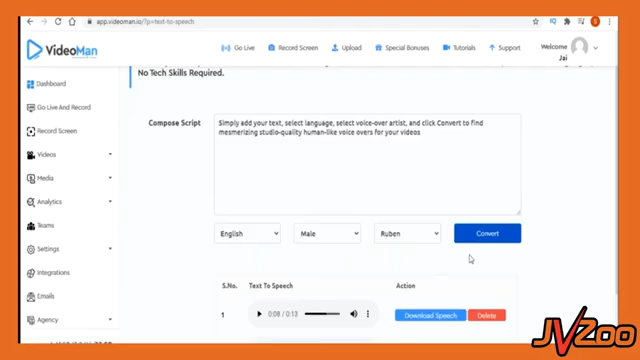 app.videoman.io/?p=text-to-speech
VideoMan
Go Live
Record Screen
Upload
Special Bonuses
Tutorials
Support
Welcome
Jai
No Tech Skills Required.
Dashboard
Go Live And Record
Record Screen
Videos
Media
Analytics
Teams
Settings
Integrations
Emails
Agency
Compose Script
Simply add your text, select language, select voice-over artist, and click Convert to find
mesmerizing studio-quality human-like voice overs for your videos
English
Male
Ruben
Convert
S.No.
Text To Speech
Action
1
0:08 / 0:13
Download Speech
Delete
JVZoo